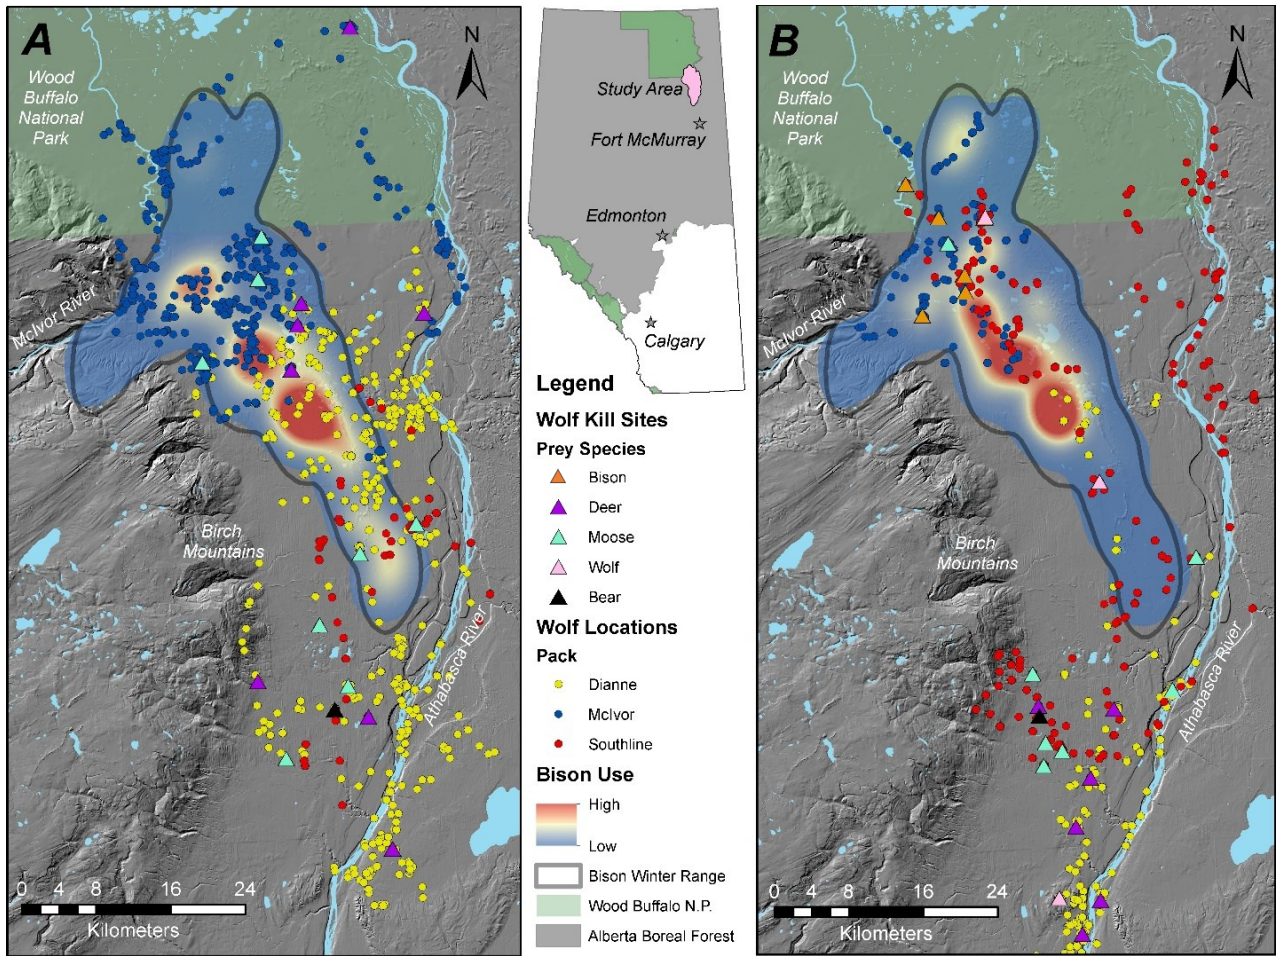 A
N
Wood
Buffalo
National
Park
McIvor River
Birch
Mountains
Athabasca River
0 4 8 16 24
Kilometers
Study Area
Fort McMurray
Edmonton
Calgary
Legend
Wolf Kill Sites
Prey Species
Bison
Deer
Moose
Wolf
Bear
Wolf Locations
Pack
Dianne
McIvor
Southline
Bison Use
High
Low
Bison Winter Range
Wood Buffalo N.P.
Alberta Boreal Forest
B
N
Wood
Buffalo
National
Park
McIvor River
Birch
Mountains
Athabasca River
0 4 8 16 24
Kilometers